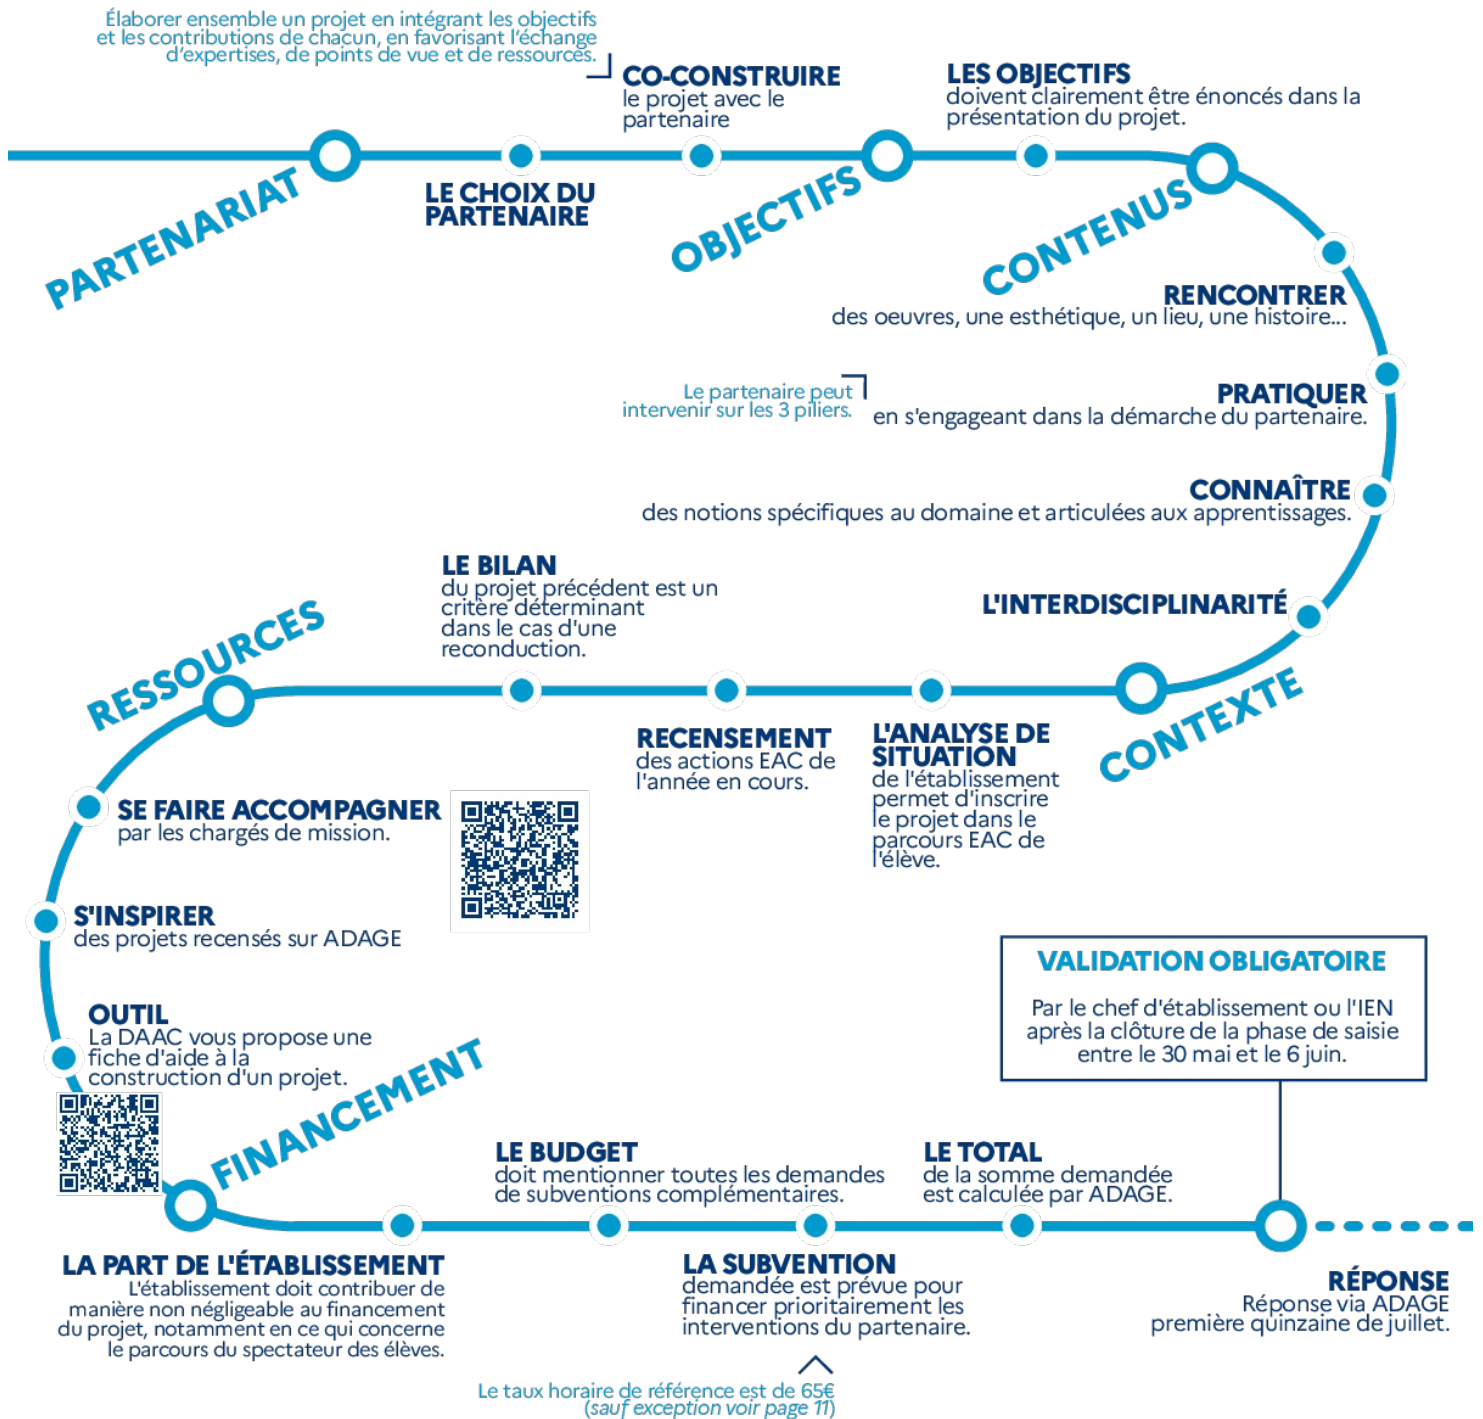 Élaborer ensemble un projet en intégrant les objectifs
et les contributions de chacun, en favorisant l'échange
d'expertises, de points de vue et de ressources.
CO-CONSTRUIRE
le projet avec le
partenaire
LES OBJECTIFS
doivent clairement être énoncés dans la
présentation du projet.
PARTENARIAT
LE CHOIX DU
PARTENAIRE
OBJECTIFS
CONTENUS
RENCONTRER
des oeuvres, une esthétique, un lieu, une histoire...
Le partenaire peut
intervenir sur les 3 piliers.
PRATIQUER
en s'engageant dans la démarche du partenaire.
CONNAÎTRE
des notions spécifiques au domaine et articulées aux apprentissages.
L'INTERDISCIPLINARITÉ
CONTEXTE
L'ANALYSE DE
SITUATION
de l'établissement
permet d'inscrire
le projet dans le
parcours EAC de
l'élève.
RECENSEMENT
des actions EAC de
l'année en cours.
LE BILAN
du projet précédent est un
critère déterminant
dans le cas d'une
reconduction.
RESSOURCES
SE FAIRE ACCOMPAGNER
par les chargés de mission.
S'INSPIRER
des projets recensés sur ADAGE
OUTIL
La DAAC vous propose une
fiche d'aide à la
construction d'un projet.
FINANCEMENT
LA PART DE L'ÉTABLISSEMENT
L'établissement doit contribuer de
manière non négligeable au financement
du projet, notamment en ce qui concerne
le parcours du spectateur des élèves.
LE BUDGET
doit mentionner toutes les demandes
de subventions complémentaires.
LA SUBVENTION
demandée est prévue pour
financer prioritairement les
interventions du partenaire.
Le taux horaire de référence est de 65€
(sauf exception voir page 11)
LE TOTAL
de la somme demandée
est calculée par ADAGE.
VALIDATION OBLIGATOIRE
Par le chef d'établissement ou l'IEN
après la clôture de la phase de saisie
entre le 30 mai et le 6 juin.
RÉPONSE
Réponse via ADAGE
première quinzaine de juillet.